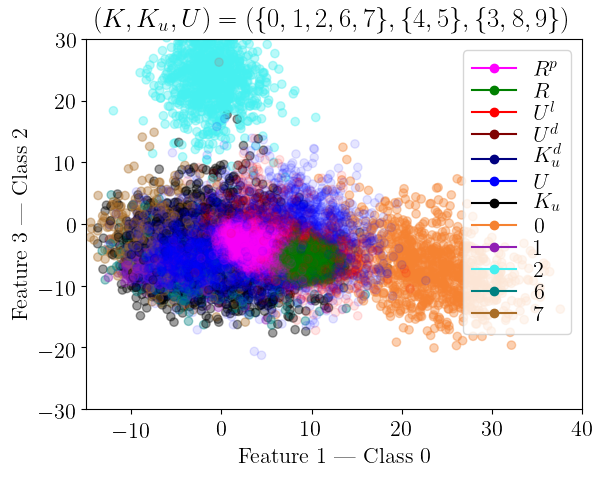 (K, K_u, U) = ({0, 1, 2, 6, 7}, {4, 5}, {3, 8, 9})
30
20
10
0
−10
−20
−30
−10
0
10
20
30
40
Feature 3 — Class 2
Feature 1 — Class 0
R^p
R
U^l
U^d
K_u^d
U
K_u
0
1
2
6
7